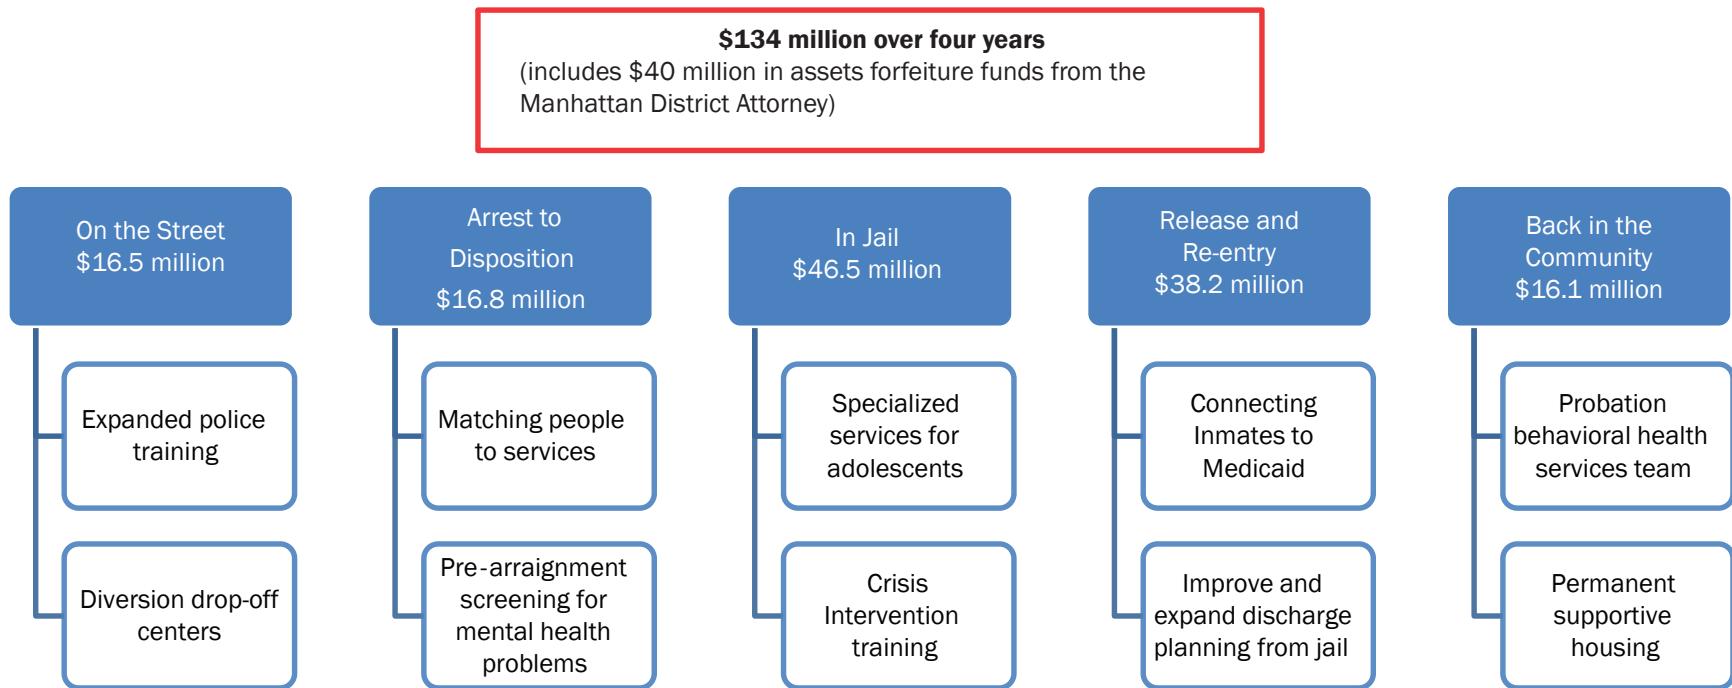 $134 million over four years
(includes $40 million in assets forfeiture funds from the
Manhattan District Attorney)
On the Street
$16.5 million
Expanded police
training
Diversion drop-off
centers
Arrest to
Disposition
$16.8 million
Matching people
to services
Pre-arraignment
screening for
mental health
problems
In Jail
$46.5 million
Specialized
services for
adolescents
Crisis
Intervention
training
Release and
Re-entry
$38.2 million
Connecting
Inmates to
Medicaid
Improve and
expand discharge
planning from jail
Back in the
Community
$16.1 million
Probation
behavioral health
services team
Permanent
supportive
housing